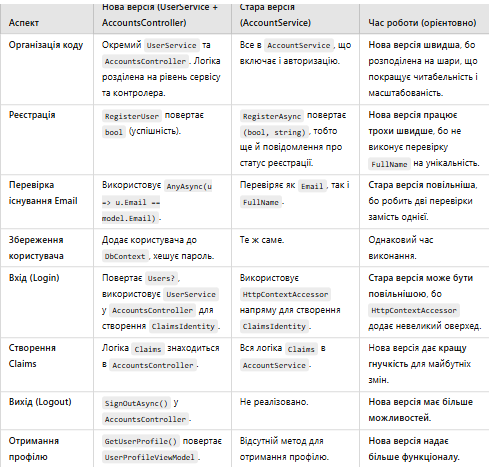 Нова версія (UserService +
AccountsController)
Стара версія
(AccountService)
Аспект
Час роботи (орієнтовно)
Організація коду
Окремий UserService та
AccountsController. Логіка
розділена на рівень сервісу
та контролера.
Все в AccountService, що
включає і авторизацію.
Нова версія швидша, бо
розподілена на шари, що
покращує читабельність і
масштабованість.
Реєстрація
RegisterUser повертає
bool (успішність).
RegisterAsync повертає
(bool, string), тобто
ще й повідомлення про
статус реєстрації.
Нова версія працює
трохи швидше, бо не
виконує перевірку
FullName на унікальність.
Перевірка
існування Email
Використовує AnyAsync(u
=> u.Email ==
model.Email).
Перевіряє як Email, так і
FullName.
Стара версія повільніша,
бо робить дві перевірки
замість однієї.
Збереження
користувача
Додає користувача до
DbContext, хешує пароль.
Те ж саме.
Однаковий час
виконання.
Вхід (Login)
Повертає Users?,
використовує UserService
у AccountsController для
створення ClaimsIdentity.
Використовує
HttpContextAccessor
напряму для створення
ClaimsIdentity.
Стара версія може бути
повільнішою, бо
HttpContextAccessor
додає невеликий оверхед.
Створення
Claims
Логіка Claims знаходиться
в AccountsController.
Вся логіка Claims в
AccountService.
Нова версія дає кращу
гнучкість для майбутніх
змін.
Вихід (Logout)
SignOutAsync() у
AccountsController.
Не реалізовано.
Нова версія має більше
можливостей.
Отримання
профілю
GetUserProfile() повертає
UserProfileViewModel.
Відсутній метод для
отримання профілю.
Нова версія надає
більше функціоналу.